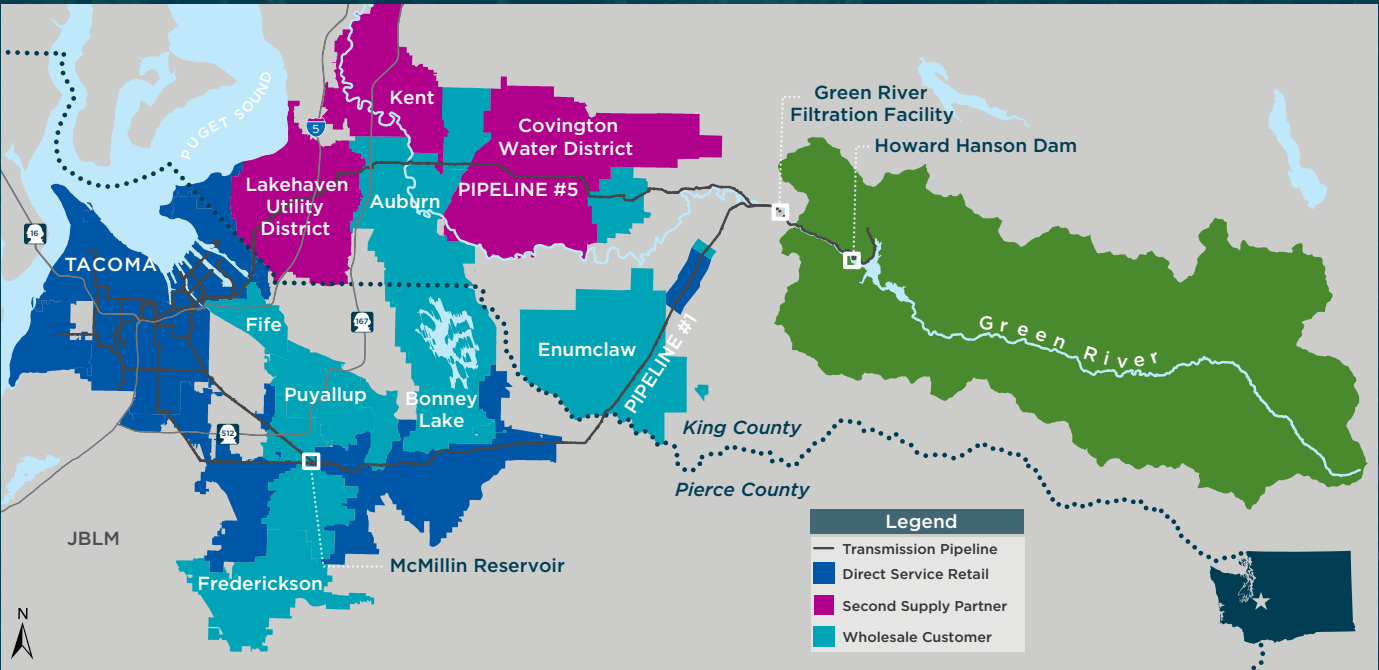 Green River
Filtration Facility
Howard Hanson Dam
PUGET SOUND
5
Kent
Covington
Water District
Lakehaven
Utility
District
Auburn
PIPELINE #5
16
TACOMA
Fife
167
Enumclaw
PIPELINE #1
Green River
Puyallup
Bonney
Lake
512
King County
Pierce County
JBLM
McMillin Reservoir
Frederickson
N
Legend
Transmission Pipeline
Direct Service Retail
Second Supply Partner
Wholesale Customer